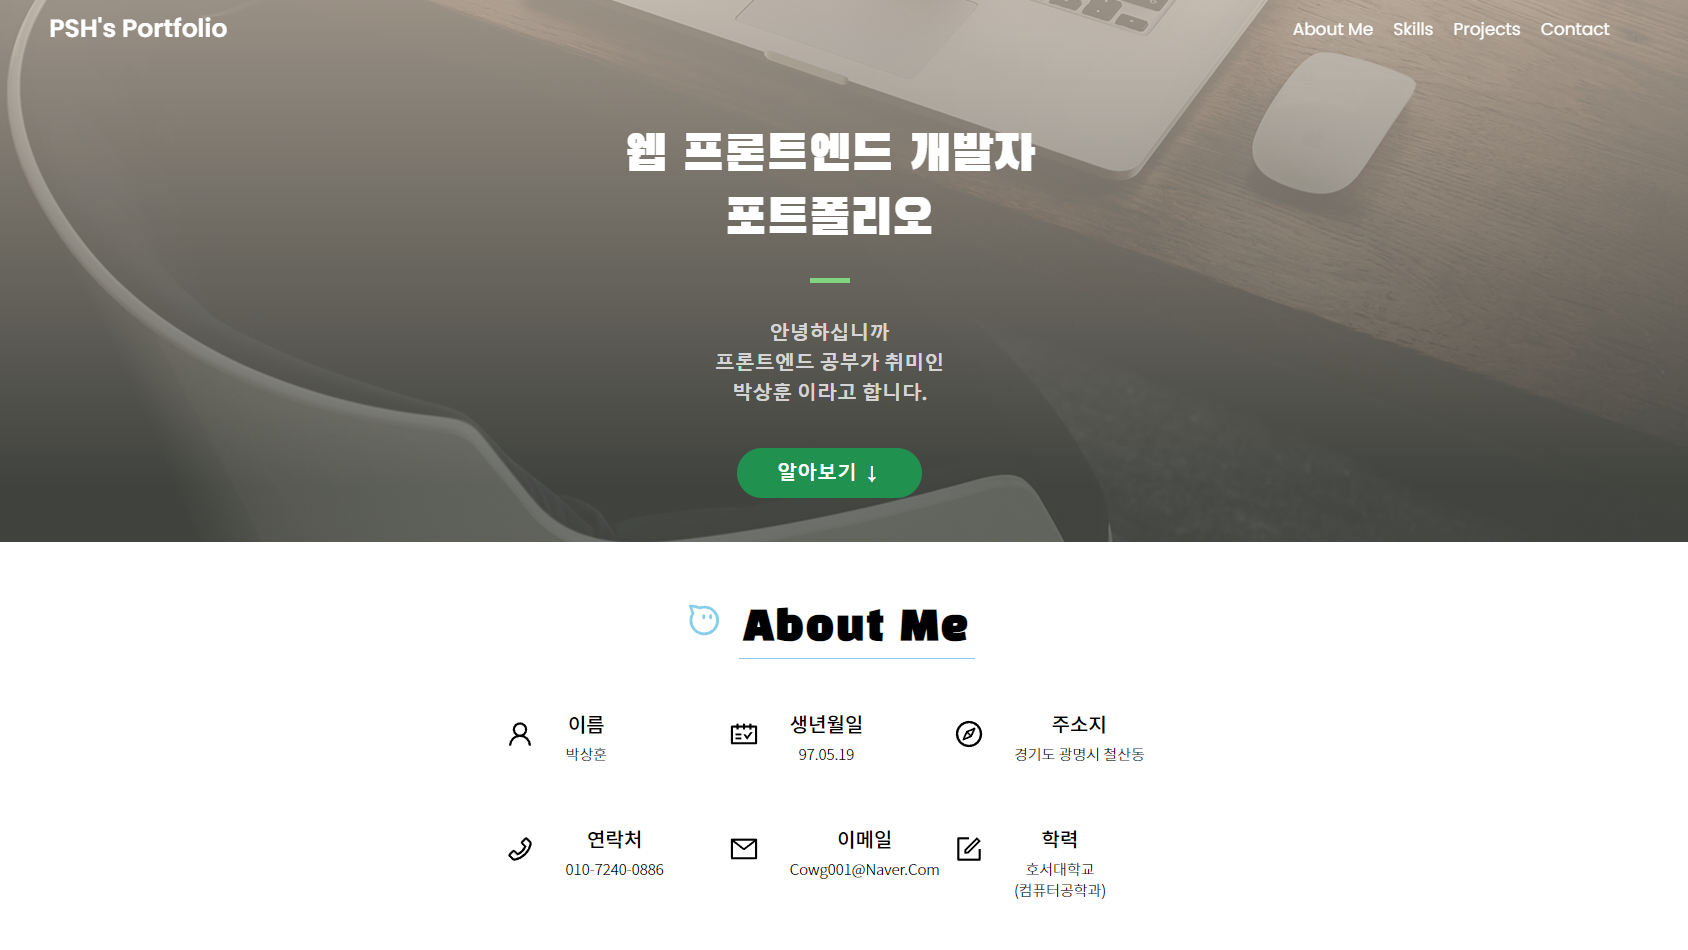 PSH's Portfolio
About Me Skills Projects Contact
웹 프론트엔드 개발자
포트폴리오
안녕하십니까
프론트엔드 공부가 취미인
박상훈 이라고 합니다.
알아보기 ↓
About Me
이름
박상훈
생년월일
97.05.19
주소지
경기도 광명시 철산동
연락처
010-7240-0886
이메일
Cowg001@Naver.Com
학력
호서대학교
(컴퓨터공학과)